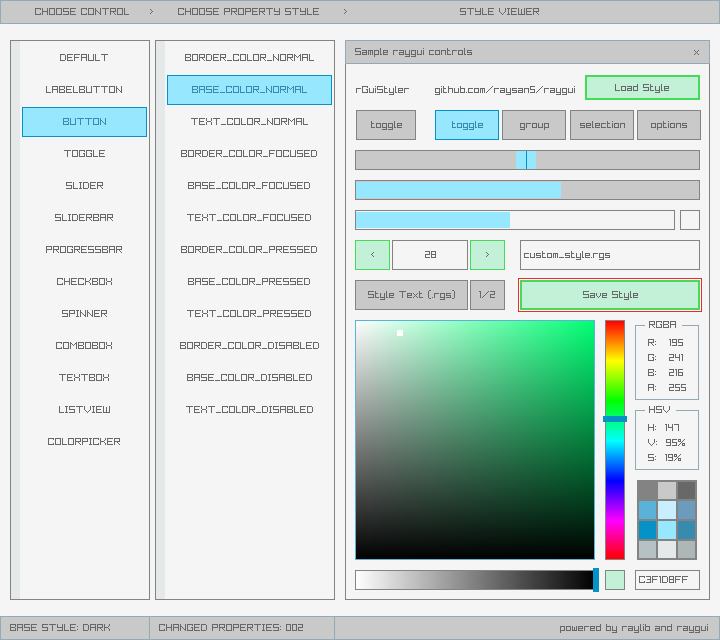 CHOOSE CONTROL > CHOOSE PROPERTY STYLE > STYLE VIEWER
DEFAULT
LABELBUTTON
BUTTON
TOGGLE
SLIDER
SLIDERBAR
PROGRESSBAR
CHECKBOX
SPINNER
COMBOBOX
TEXTBOX
LISTVIEW
COLORPICKER
BORDER_COLOR_NORMAL
BASE_COLOR_NORMAL
TEXT_COLOR_NORMAL
BORDER_COLOR_FOCUSED
BASE_COLOR_FOCUSED
TEXT_COLOR_FOCUSED
BORDER_COLOR_PRESSED
BASE_COLOR_PRESSED
TEXT_COLOR_PRESSED
BORDER_COLOR_DISABLED
BASE_COLOR_DISABLED
TEXT_COLOR_DISABLED
Sample raygui controls ×
rGuiStyler github.com/raysan5/raygui Load Style
toggle toggle group selection options
< 28 > custom_style.rgs
Style Text (.rgs) 1/2 Save Style
RGBA
R: 195
G: 241
B: 216
A: 255
HSV
H: 147
V: 95%
S: 19%
C3F1D8FF
BASE STYLE: DARK CHANGED PROPERTIES: 002 powered by raylib and raygui